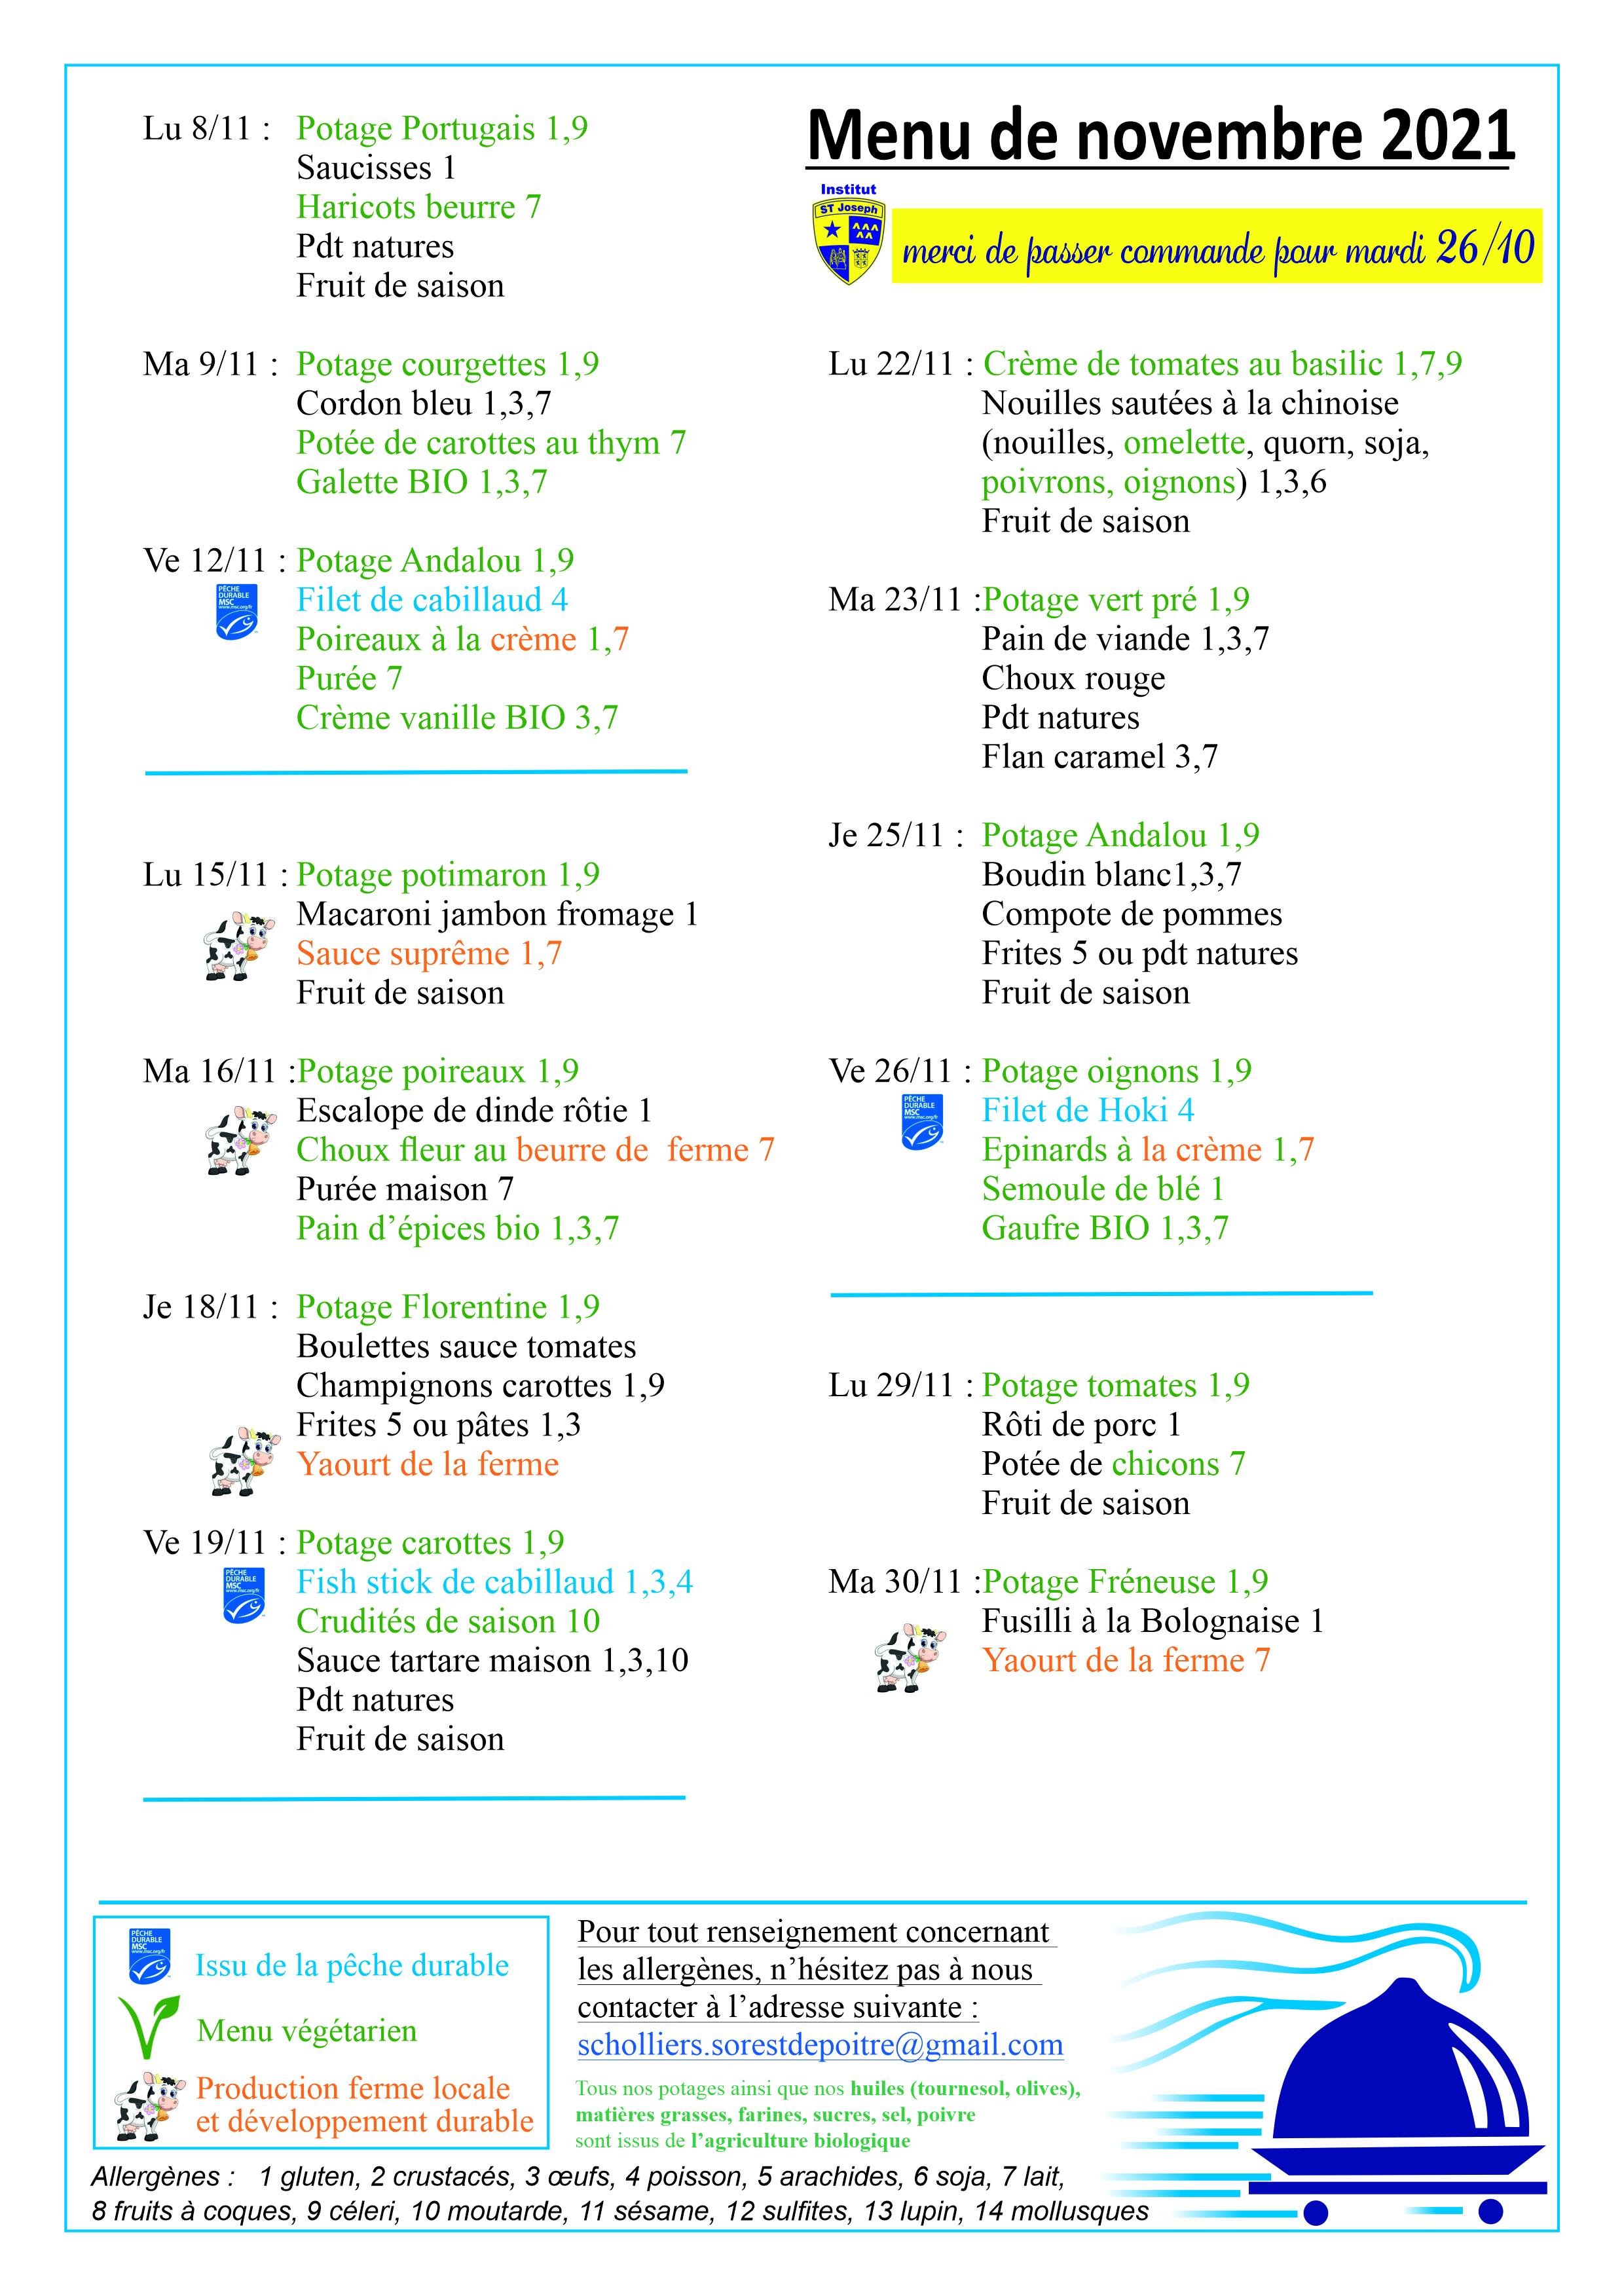 Menu de novembre 2021
Institut
ST Joseph
merci de passer commande pour mardi 26/10
Lu 8/11 : Potage Portugais 1,9
Saucisses 1
Haricots beurre 7
Pdt natures
Fruit de saison
Ma 9/11 : Potage courgettes 1,9
Cordon bleu 1,3,7
Potée de carottes au thym 7
Galette BIO 1,3,7
Ve 12/11 : Potage Andalou 1,9
PÊCHE
DURABLE
MSC
www.msc.org/fr
Filet de cabillaud 4
Poireaux à la crème 1,7
Purée 7
Crème vanille BIO 3,7
Lu 15/11 : Potage potimaron 1,9
Macaroni jambon fromage 1
Sauce suprême 1,7
Fruit de saison
Ma 16/11 :Potage poireaux 1,9
Escalope de dinde rôtie 1
Choux fleur au beurre de ferme 7
Purée maison 7
Pain d’épices bio 1,3,7
Je 18/11 : Potage Florentine 1,9
Boulettes sauce tomates
Champignons carottes 1,9
Frites 5 ou pâtes 1,3
Yaourt de la ferme
Ve 19/11 : Potage carottes 1,9
PÊCHE
DURABLE
MSC
www.msc.org/fr
Fish stick de cabillaud 1,3,4
Crudités de saison 10
Sauce tartare maison 1,3,10
Pdt natures
Fruit de saison
Lu 22/11 : Crème de tomates au basilic 1,7,9
Nouilles sautées à la chinoise
(nouilles, omelette, quorn, soja,
poivrons, oignons) 1,3,6
Fruit de saison
Ma 23/11 :Potage vert pré 1,9
Pain de viande 1,3,7
Choux rouge
Pdt natures
Flan caramel 3,7
Je 25/11 : Potage Andalou 1,9
Boudin blanc1,3,7
Compote de pommes
Frites 5 ou pdt natures
Fruit de saison
Ve 26/11 : Potage oignons 1,9
PÊCHE
DURABLE
MSC
www.msc.org/fr
Filet de Hoki 4
Epinards à la crème 1,7
Semoule de blé 1
Gaufre BIO 1,3,7
Lu 29/11 : Potage tomates 1,9
Rôti de porc 1
Potée de chicons 7
Fruit de saison
Ma 30/11 :Potage Fréneuse 1,9
Fusilli à la Bolognaise 1
Yaourt de la ferme 7
PÊCHE
DURABLE
MSC
www.msc.org/fr
Issu de la pêche durable
Menu végétarien
Production ferme locale
et développement durable
Pour tout renseignement concernant
les allergènes, n’hésitez pas à nous
contacter à l’adresse suivante :
scholliers.sorestdepoitre@gmail.com
Tous nos potages ainsi que nos huiles (tournesol, olives),
matières grasses, farines, sucres, sel, poivre
sont issus de l’agriculture biologique
Allergènes : 1 gluten, 2 crustacés, 3 œufs, 4 poisson, 5 arachides, 6 soja, 7 lait,
8 fruits à coques, 9 céleri, 10 moutarde, 11 sésame, 12 sulfites, 13 lupin, 14 mollusques